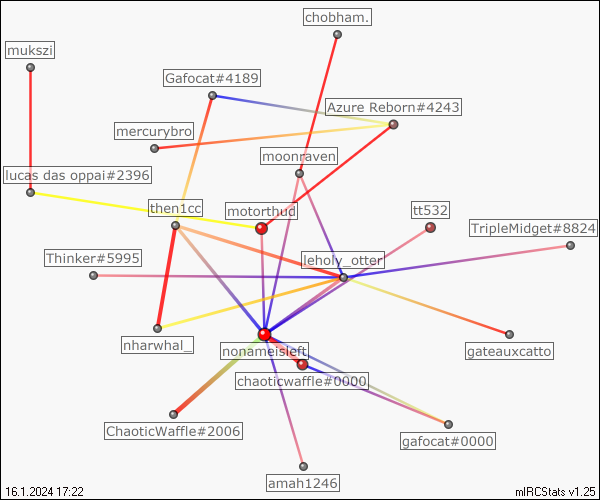 chobham.
mukszi
Gafocat#4189
Azure Reborn#4243
mercurybro
moonraven
lucas das oppai#2396
then1cc
motorthud
tt532
TripleMidget#8824
Thinker#5995
leholy_otter
nharwhal_
nonameisleft
gateauxcatto
chaoticwaffle#0000
ChaoticWaffle#2006
gafocat#0000
amah1246
16.1.2024 17:22
mIRCStats v1.25